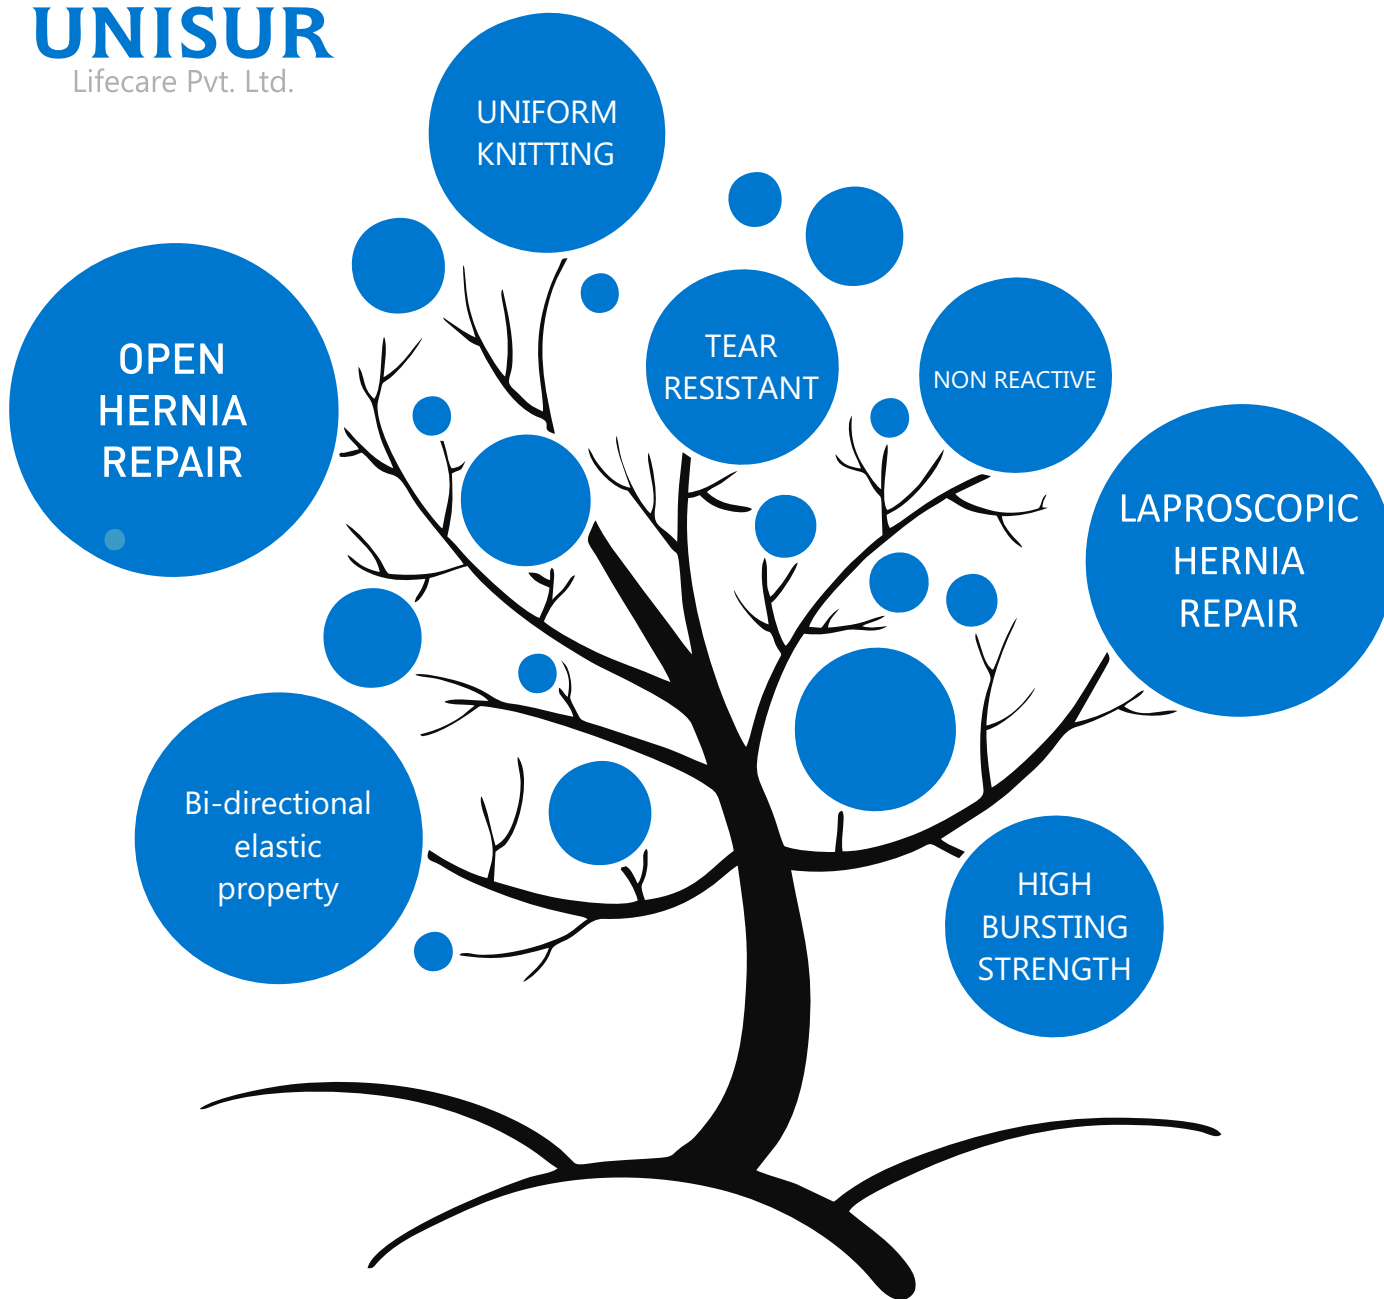 UNISUR
Lifecare Pvt. Ltd.
UNIFORM
KNITTING
OPEN
HERNIA
REPAIR
TEAR
RESISTANT
NON REACTIVE
LAPROSCOPIC
HERNIA
REPAIR
Bi-directional
elastic
property
HIGH
BURSTING
STRENGTH